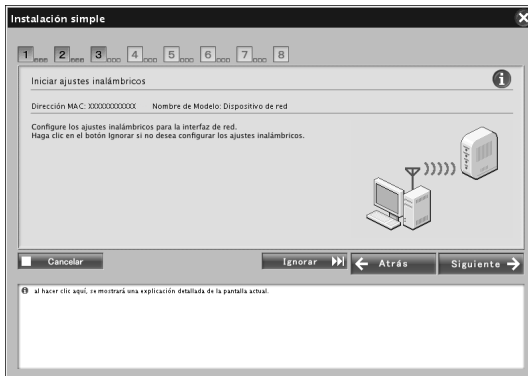 Instalación simple
1 2 3 4 5 6 7 8
Iniciar ajustes inalámbricos
Dirección MAC: XXXXXXXXXXXX Nombre de Modelo: Dispositivo de red
Configure los ajustes inalámbricos para la interfaz de red.
Haga clic en el botón Ignorar si no desea configurar los ajustes inalámbricos.
Cancelar Ignorar Atrás Siguiente
al hacer clic aquí, se mostrará una explicación detallada de la pantalla actual.